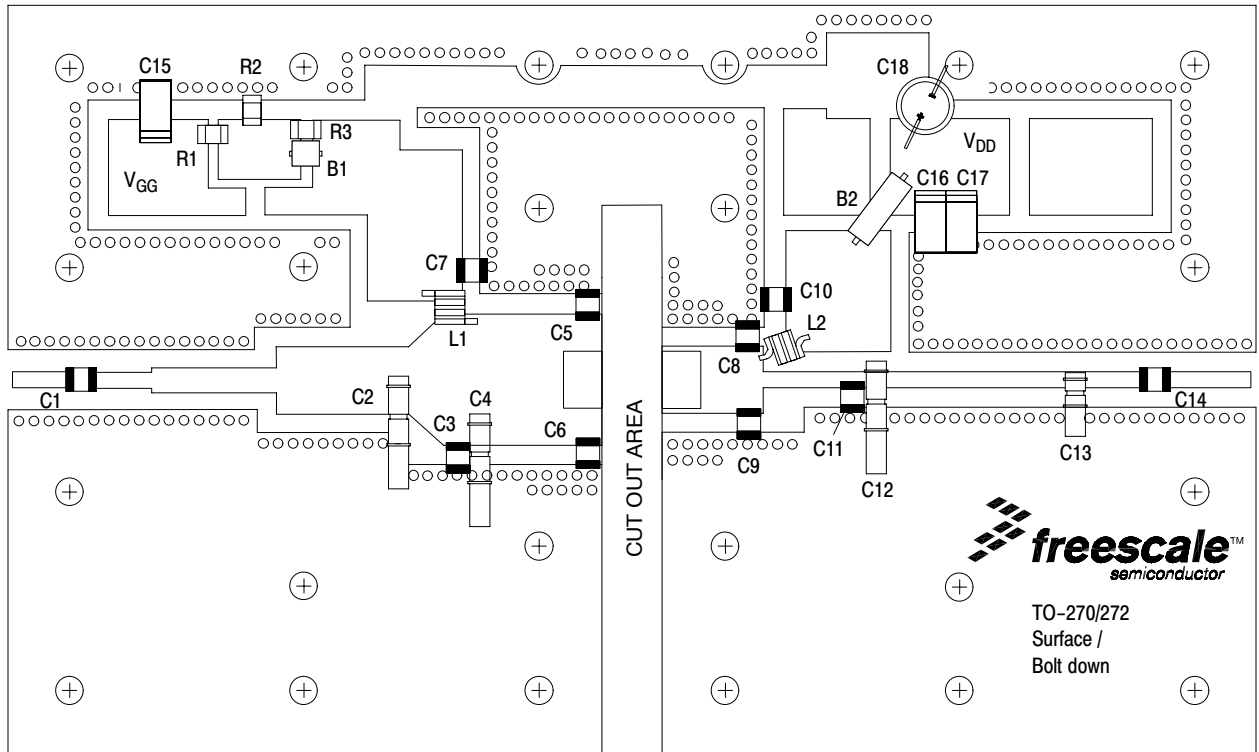 C15
R2
C18
R1
R3
B1
VGG
VDD
C16 C17
B2
C7
C10
C5
L1
L2
C8
C1
C2
C4
C3
C6
C9
C11
C12
C13
C14
CUT OUT AREA
freescale™
semiconductor
TO-270/272
Surface /
Bolt down